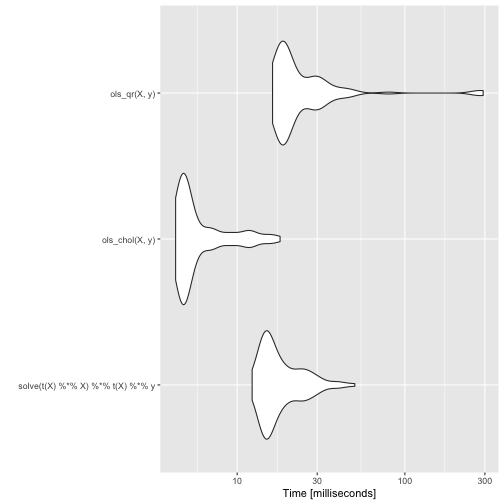 ols_qr(X, y)
ols_chol(X, y)
solve(t(X) %*% X) %*% t(X) %*% y
10 30 100 300
Time [milliseconds]